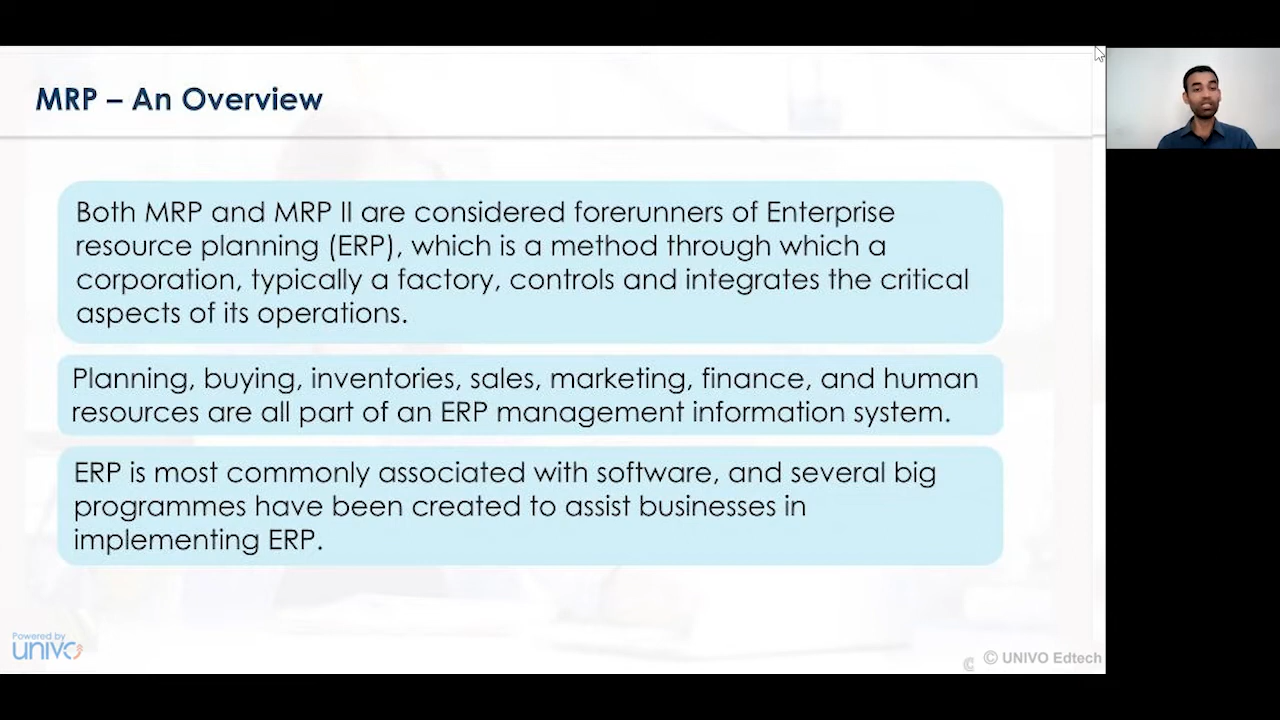 MRP – An Overview
Both MRP and MRP II are considered forerunners of Enterprise
resource planning (ERP), which is a method through which a
corporation, typically a factory, controls and integrates the critical
aspects of its operations.
Planning, buying, inventories, sales, marketing, finance, and human
resources are all part of an ERP management information system.
ERP is most commonly associated with software, and several big
programmes have been created to assist businesses in
implementing ERP.
Powered by
univo
© © UNIVO Edtech